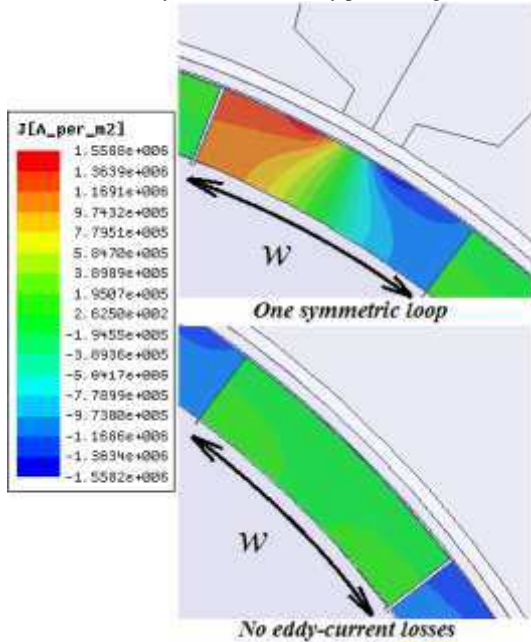 J[A_per_m2]
1.5586e+006
1.3639e+006
1.1691e+006
9.7432e+005
7.7951e+005
5.8470e+005
3.8989e+005
1.9507e+005
2.6250e+002
-1.9455e+005
-3.8936e+005
-5.8417e+005
-7.7899e+005
-9.7380e+005
-1.1686e+006
-1.3634e+006
-1.5582e+006
w
One symmetric loop
w
No eddy-current losses